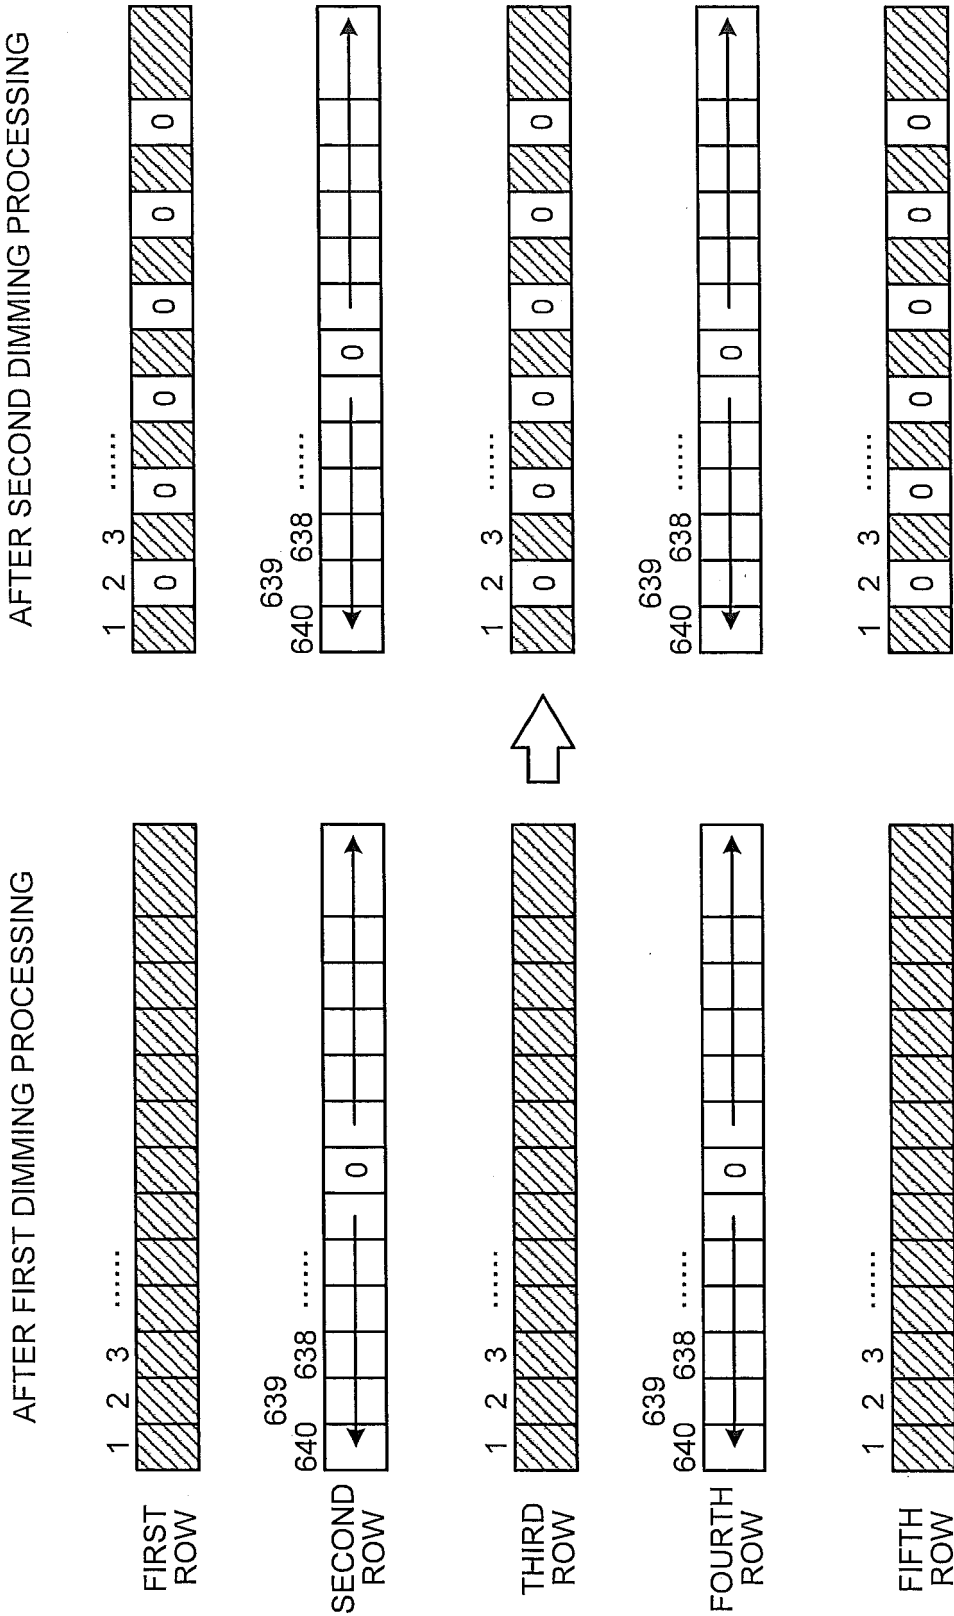 AFTER FIRST DIMMING PROCESSING
AFTER SECOND DIMMING PROCESSING
1 2 3 ......
1 2 3 ......
FIRST
ROW
0 0 0 0 0 0
639
640 638 ......
639
640 638 ......
SECOND
ROW
0
0
1 2 3 ......
1 2 3 ......
THIRD
ROW
0 0 0 0 0 0
639
640 638 ......
639
640 638 ......
FOURTH
ROW
0
0
1 2 3 ......
1 2 3 ......
FIFTH
ROW
0 0 0 0 0 0